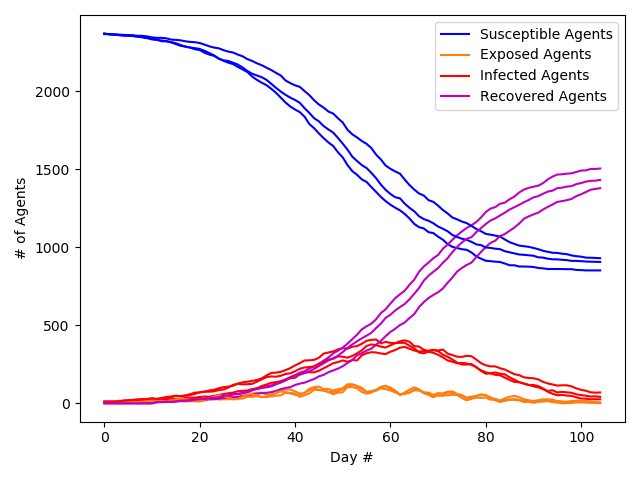 Susceptible Agents
Exposed Agents
Infected Agents
Recovered Agents
# of Agents
2000
1500
1000
500
0
0 20 40 60 80 100
Day #